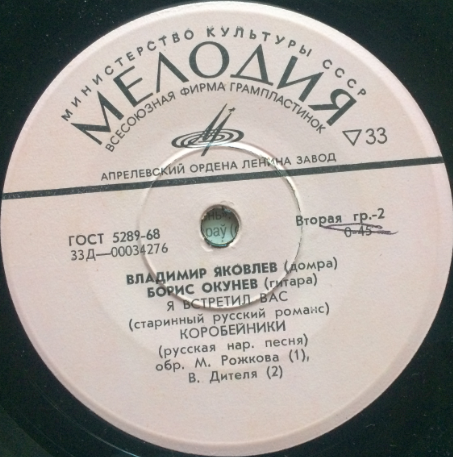 МИНИСТЕРСТВО КУЛЬТУРЫ СССР
МЕЛОДИЯ
ВСЕСОЮЗНАЯ ФИРМА ГРАМПЛАСТИНОК
▽33
АПРЕЛЕВСКИЙ ОРДЕНА ЛЕНИНА ЗАВОД
ГОСТ 5289-68
33Д—00034276
Вторая гр.-2
0-45
ВЛАДИМИР ЯКОВЛЕВ (домра)
БОРИС ОКУНЕВ (гитара)
Я ВСТРЕТИЛ ВАС
(старинный русский романс)
КОРОБЕЙНИКИ
(русская нар. песня)
обр. М. Рожкова (1),
В. Дителя (2)